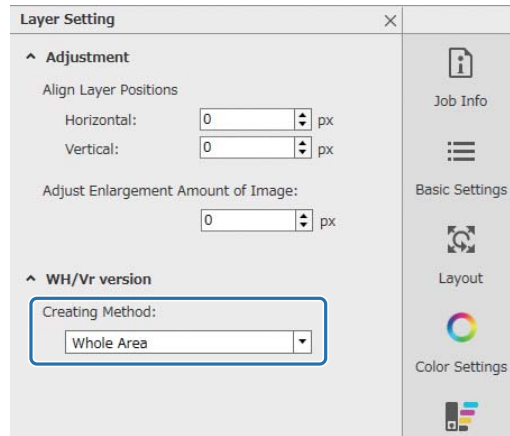 Layer Setting
Adjustment
Align Layer Positions
Horizontal: 0 px
Vertical: 0 px
Adjust Enlargement Amount of Image:
0 px
WH/Vr version
Creating Method:
Whole Area
Job Info
Basic Settings
Layout
Color Settings